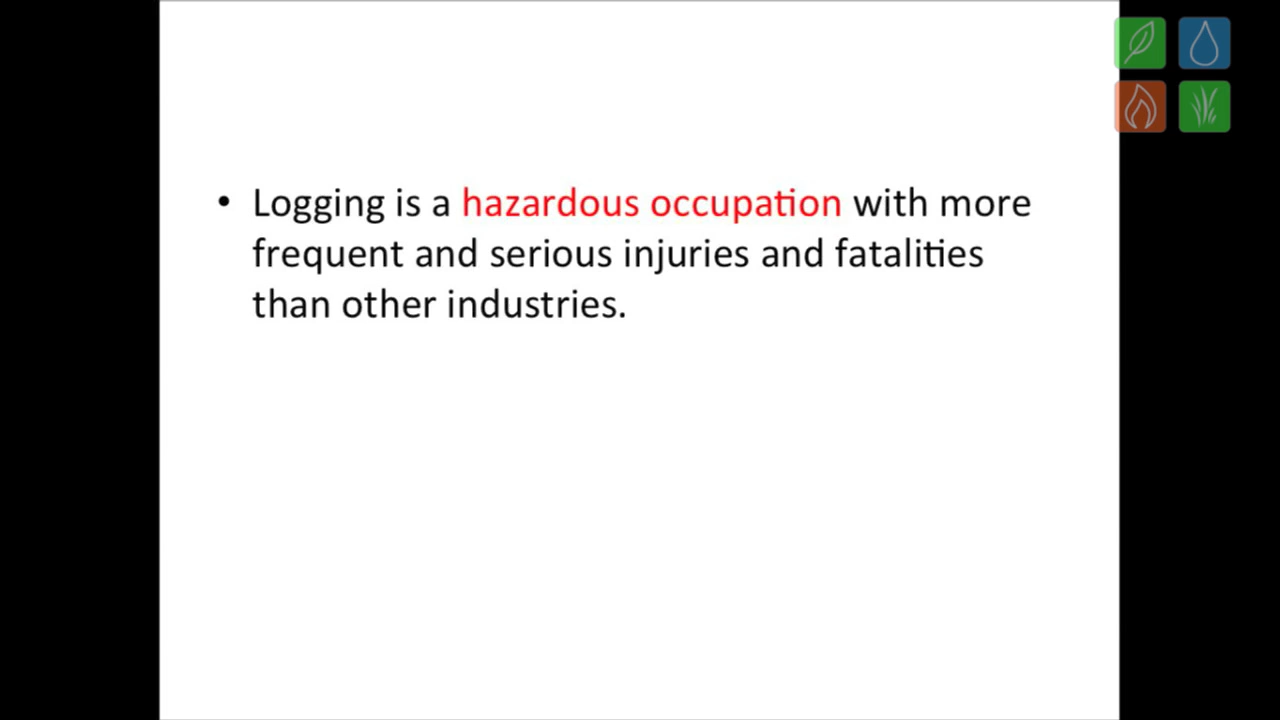 • Logging is a hazardous occupation with more
frequent and serious injuries and fatalities
than other industries.